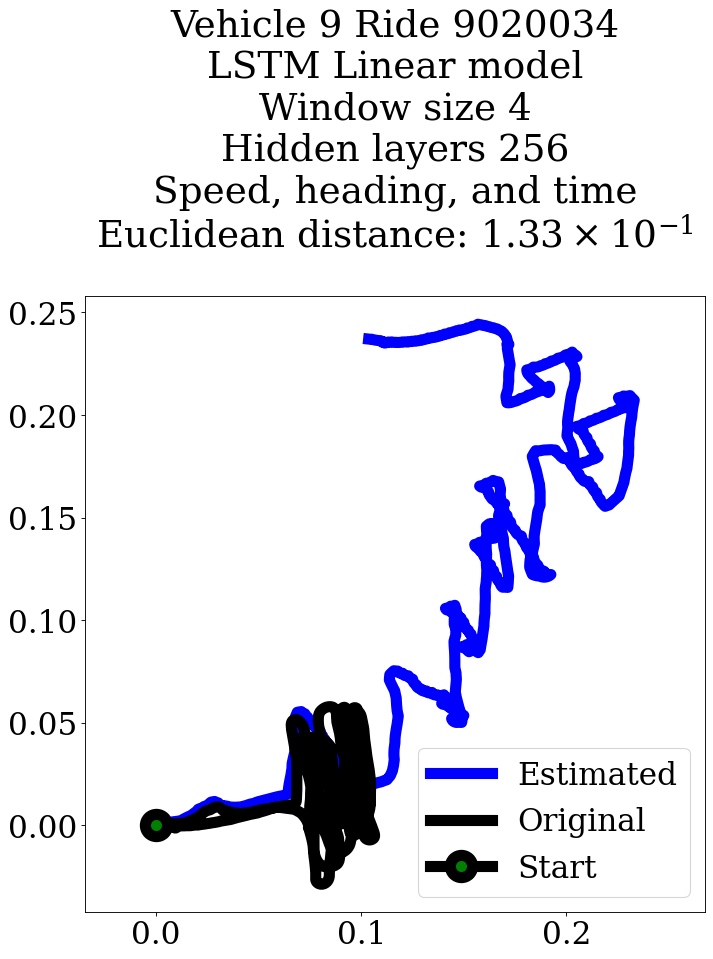 Vehicle 9 Ride 9020034
LSTM Linear model
Window size 4
Hidden layers 256
Speed, heading, and time
Euclidean distance: 1.33 × 10⁻¹
0.25
0.20
0.15
0.10
0.05
0.00
Estimated
Original
Start
0.0 0.1 0.2